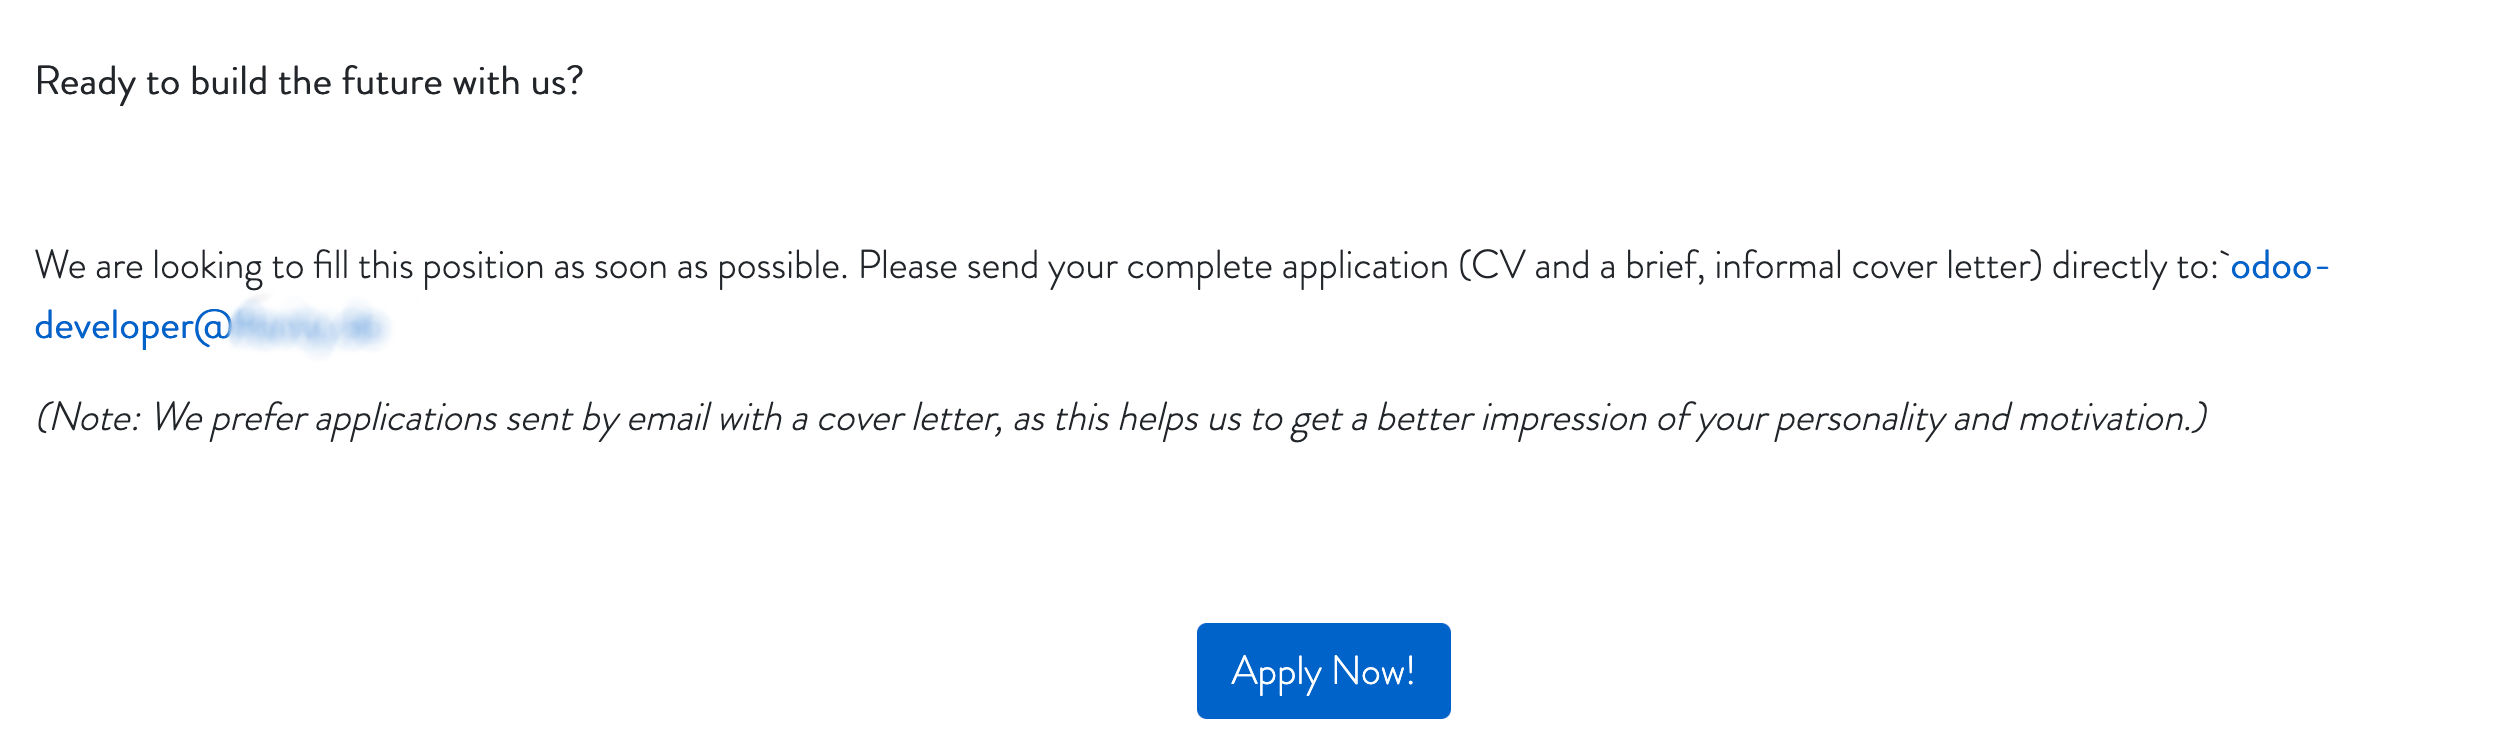 Ready to build the future with us?
We are looking to fill this position as soon as possible. Please send your complete application (CV and a brief, informal cover letter) directly to:`odoo-
developer@
(Note: We prefer applications sent by email with a cover letter, as this helps us to get a better impression of your personality and motivation.)
Apply Now!